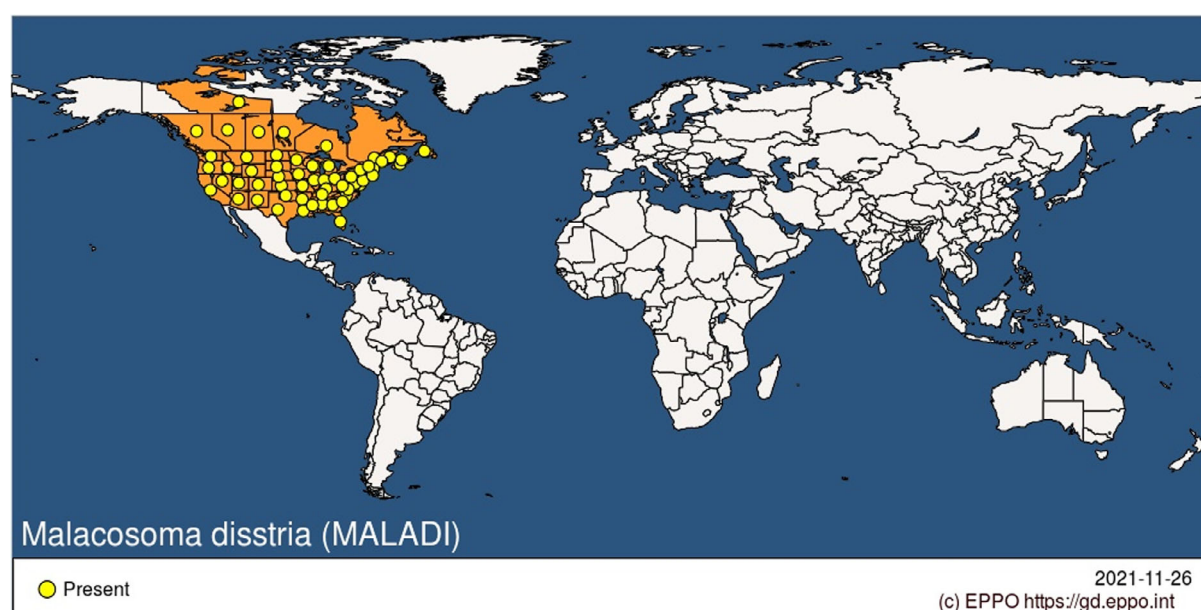 Malacosoma disstria (MALADI)
Present
2021-11-26
(c) EPPO https://gd.eppo.int